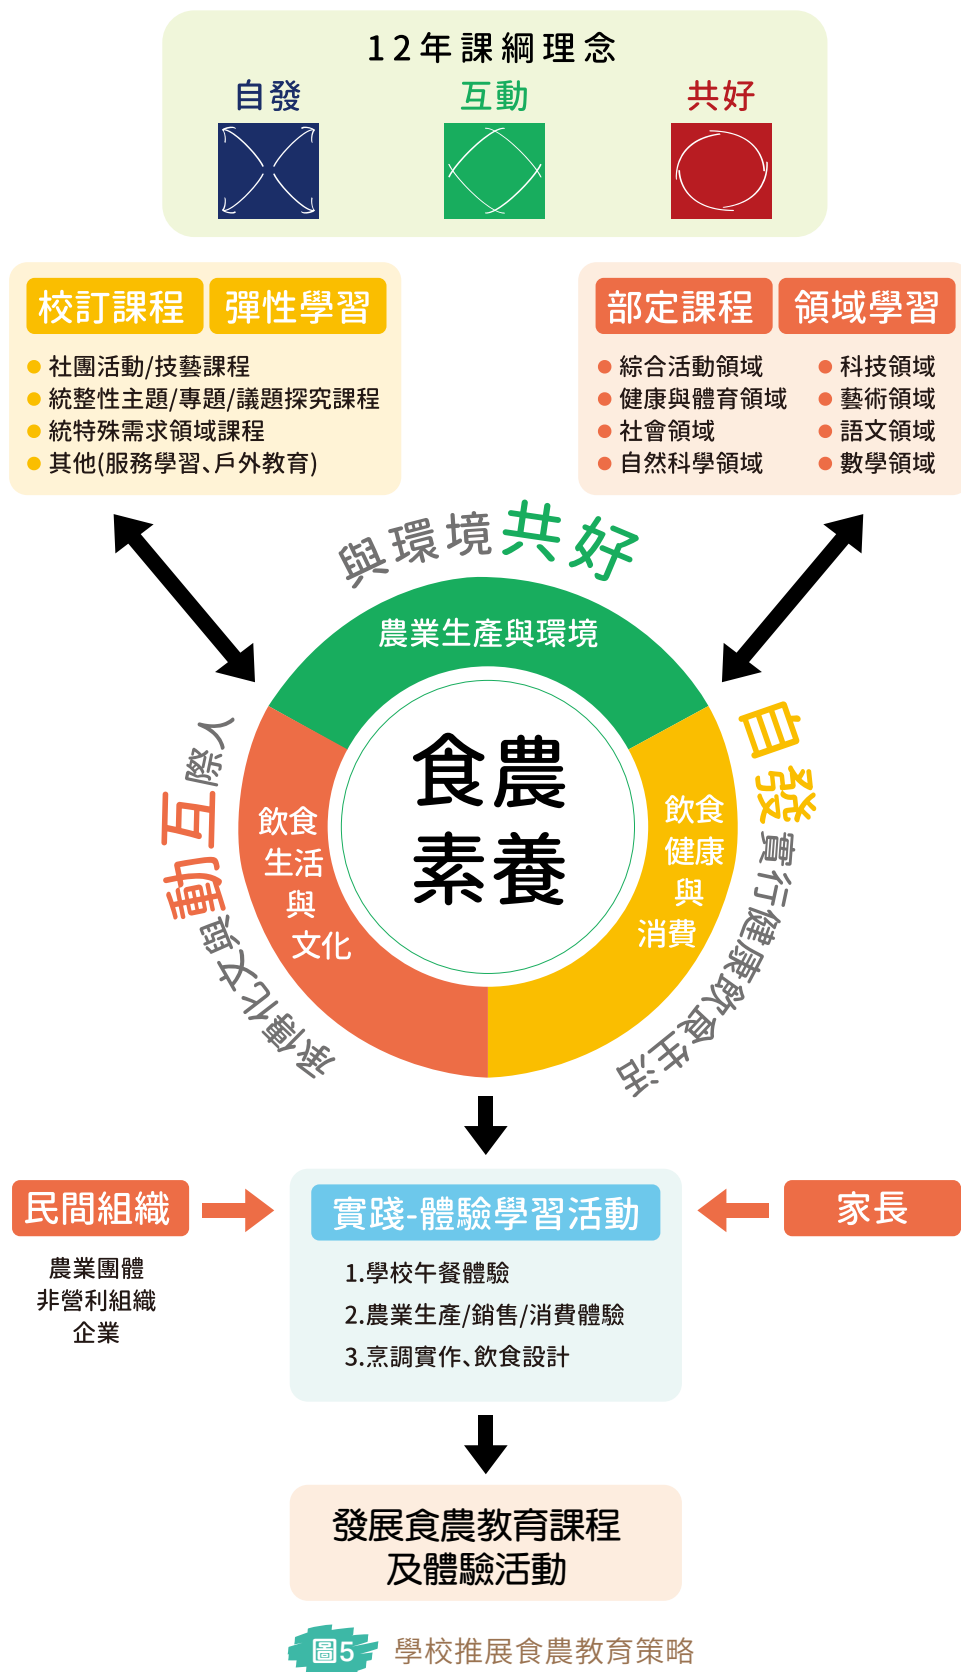 12年課綱理念
自發
互動
共好
校訂課程
彈性學習
社團活動/技藝課程
統整性主題/專題/議題探究課程
統特殊需求領域課程
其他(服務學習、戶外教育)
部定課程
領域學習
綜合活動領域
健康與體育領域
社會領域
自然科學領域
科技領域
藝術領域
語文領域
數學領域
與環境共好
農業生產與環境
食農
素養
飲食
生活
與
文化
飲食
健康
與
消費
人際互動與文化傳承
自發實行健康飲食生活
民間組織
農業團體
非營利組織
企業
實踐-體驗學習活動
1.學校午餐體驗
2.農業生產/銷售/消費體驗
3.烹調實作、飲食設計
家長
發展食農教育課程
及體驗活動
圖5 學校推展食農教育策略